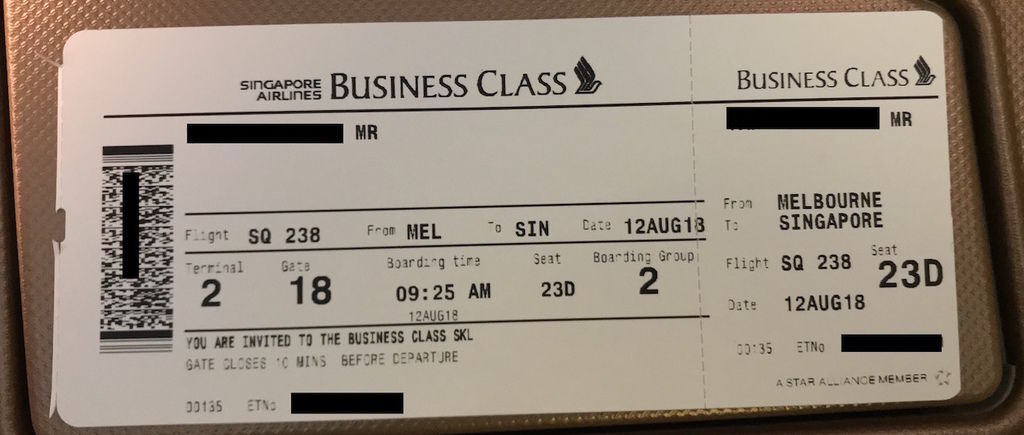 SINGAPORE AIRLINES BUSINESS CLASS
MR
Flight SQ 238 From MEL To SIN Date 12AUG18
Terminal Gate Boarding time Seat Boarding Group
2 18 09:25 AM 23D 2
12AUG18
YOU ARE INVITED TO THE BUSINESS CLASS SKL
GATE CLOSES 10 MINS BEFORE DEPARTURE
00135 ETNo
BUSINESS CLASS
MR
From MELBOURNE
To SINGAPORE
Flight SQ 238 Seat 23D
Date 12AUG18
00135 ETNo
A STAR ALLIANCE MEMBER